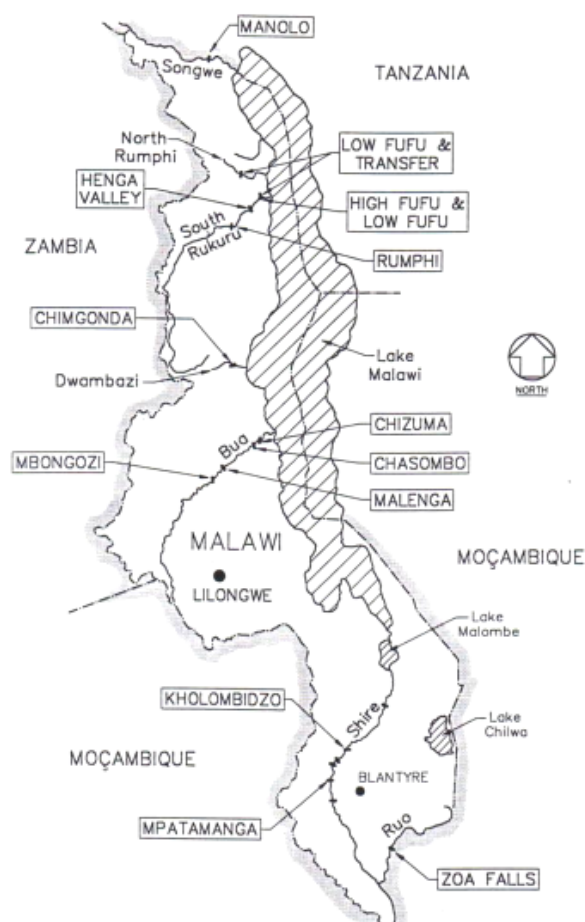 MANOLO
Songwe
TANZANIA
North
Rumphi
LOW FUFU &
TRANSFER
HENGA
VALLEY
HIGH FUFU &
LOW FUFU
South
Rukuru
ZAMBIA
RUMPHI
CHIMGONDA
Lake
Malawi
Dwambazi
NORTH
Bua
CHIZUMA
CHASOMBO
MBONGOZI
MALENGA
MALAWI
MOÇAMBIQUE
LILONGWE
Lake
Malombe
KHOLOMBIDZO
Shire
Lake
Chilwa
MOÇAMBIQUE
BLANTYRE
MPATAMANGA
Ruo
ZOA FALLS